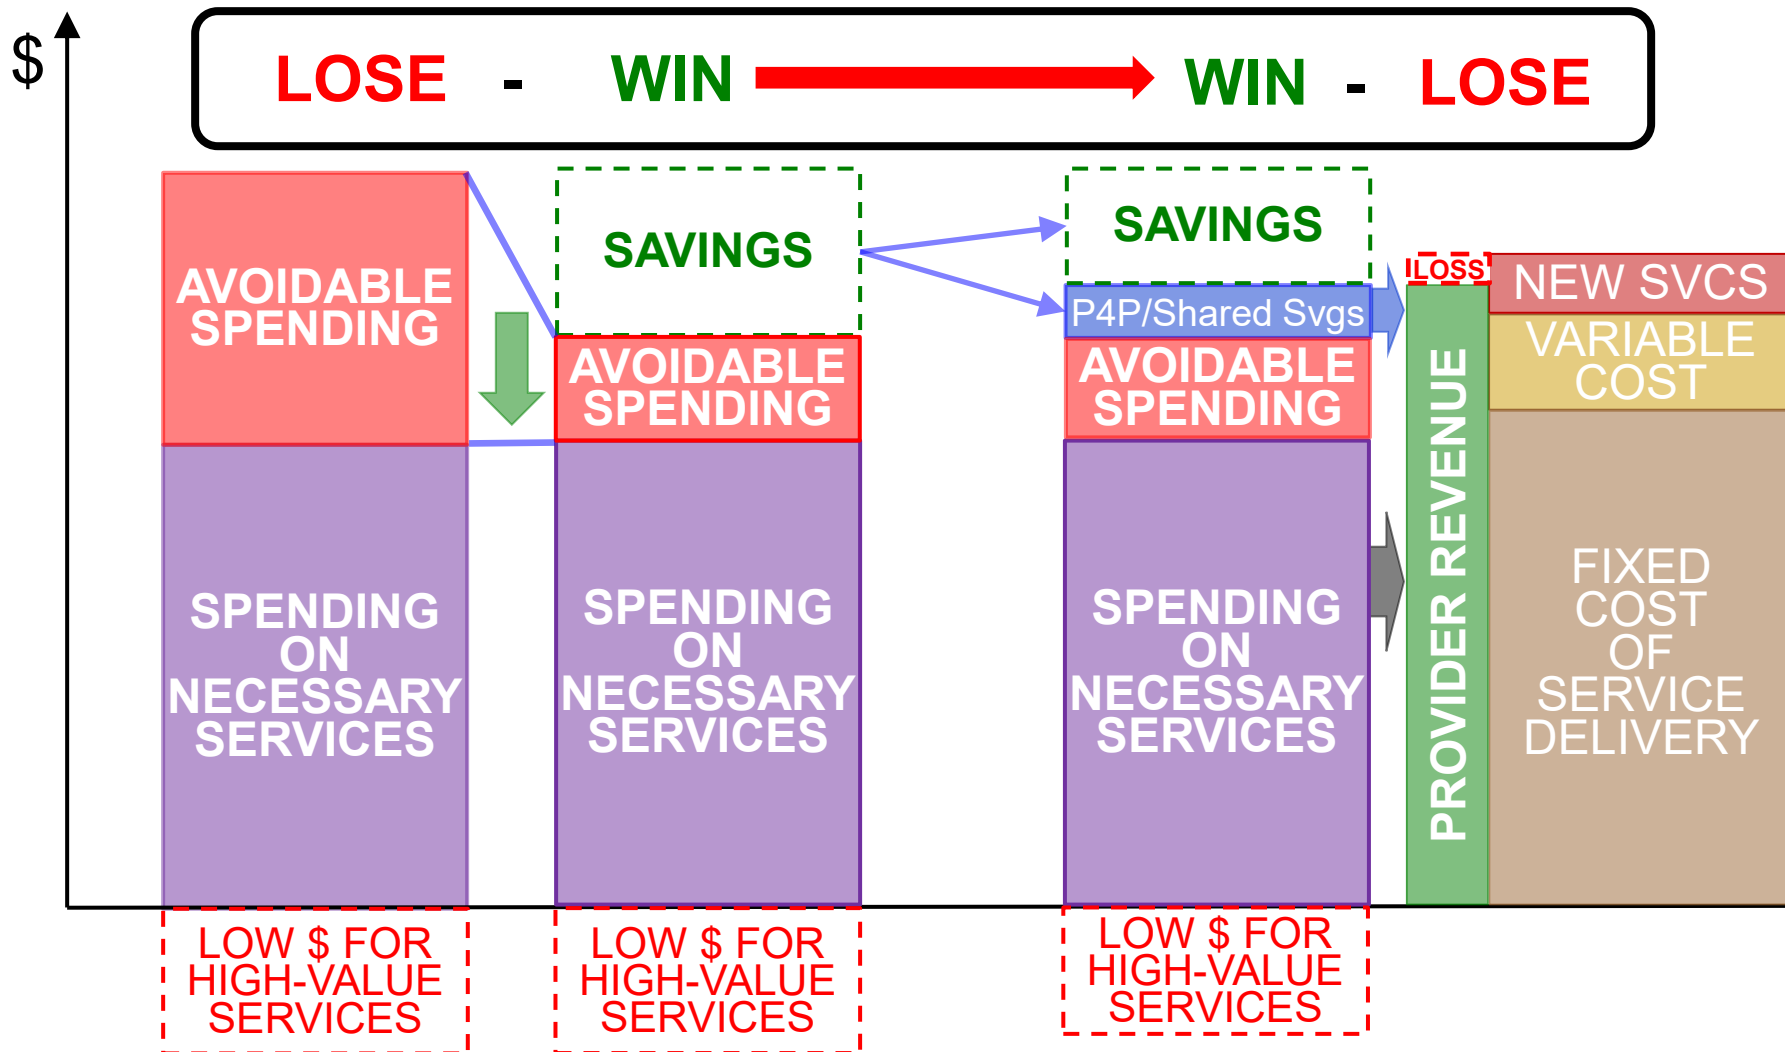 $
LOSE - WIN WIN - LOSE
AVOIDABLE
SPENDING
SPENDING
ON
NECESSARY
SERVICES
LOW $ FOR
HIGH-VALUE
SERVICES
SAVINGS
AVOIDABLE
SPENDING
SPENDING
ON
NECESSARY
SERVICES
LOW $ FOR
HIGH-VALUE
SERVICES
SAVINGS
P4P/Shared Svgs
AVOIDABLE
SPENDING
SPENDING
ON
NECESSARY
SERVICES
LOW $ FOR
HIGH-VALUE
SERVICES
LOSS
PROVIDER REVENUE
NEW SVCS
VARIABLE
COST
FIXED
COST
OF
SERVICE
DELIVERY